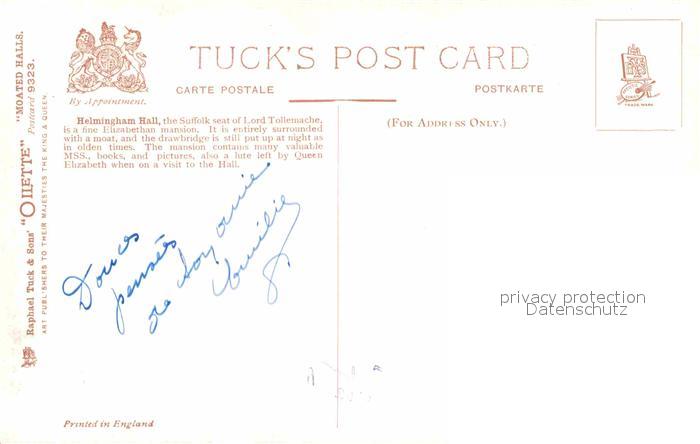 TUCK'S POST CARD
CARTE POSTALE
POSTKARTE
By Appointment.
(FOR ADDRESS ONLY.)
TRADE MARK
Raphael Tuck & Sons' "OILETTE" "MOATED HALLS.
Postcard 9323.
ART PUBLISHERS TO THEIR MAJESTIES THE KING & QUEEN.
Helmingham Hall, the Suffolk seat of Lord Tollemache,
is a fine Elizabethan mansion. It is entirely surrounded
with a moat, and the drawbridge is still put up at night as
in olden times. The mansion contains many valuable
MSS., books, and pictures, also a lute left by Queen
Elizabeth when on a visit to the Hall.
Douces
pensées
de
privacy protection
Datenschutz
Printed in England